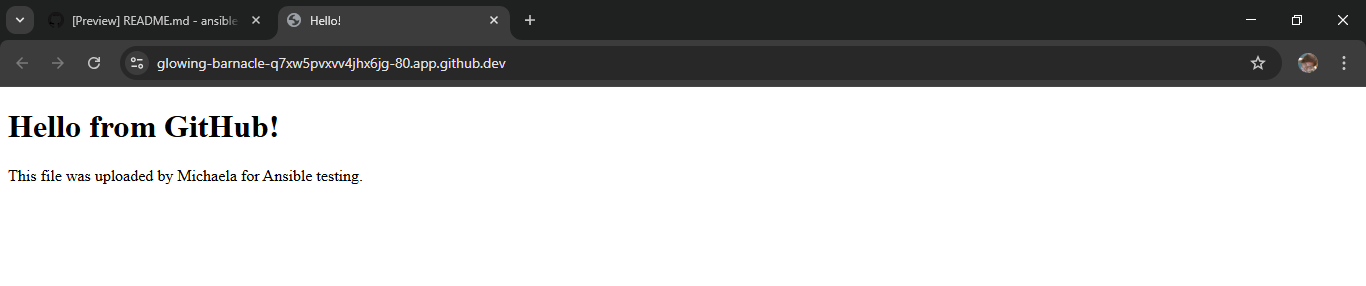 [Preview] README.md - ansible
Hello!
glowing-barnacle-q7xw5pvxvv4jhx6jg-80.app.github.dev
Hello from GitHub!
This file was uploaded by Michaela for Ansible testing.